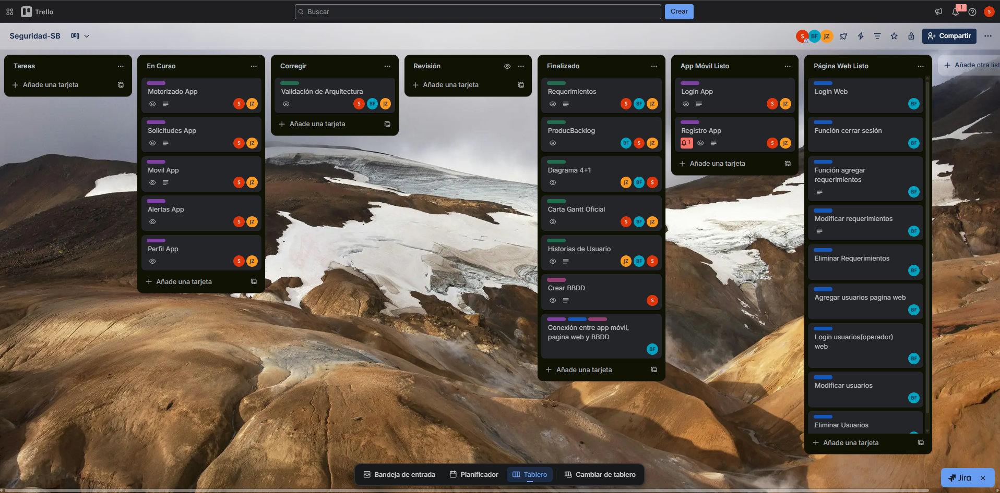 Trello
Buscar
Crear
1
S
Seguridad-SB
S
BF
JZ
Compartir
Tareas
Añade una tarjeta
En Curso
Motorizado App
S
JZ
Solicitudes App
S
JZ
Movil App
S
JZ
Alertas App
S
JZ
Perfil App
S
JZ
Añade una tarjeta
Corregir
Validación de Arquitectura
S
BF
JZ
Añade una tarjeta
Revisión
Añade una tarjeta
Finalizado
Requerimientos
S
BF
JZ
ProducBacklog
BF
S
JZ
Diagrama 4+1
JZ
BF
S
Carta Gantt Oficial
S
BF
JZ
Historias de Usuario
JZ
BF
S
Crear BBDD
S
Conexión entre app móvil,
pagina web y BBDD
BF
Añade una tarjeta
App Móvil Listo
Login App
S
JZ
Registro App
1
S
JZ
Añade una tarjeta
Página Web Listo
Login Web
BF
Función cerrar sesión
BF
Función agregar
requerimientos
BF
Modificar requerimientos
BF
Eliminar Requerimientos
BF
Agregar usuarios pagina web
BF
Login usuarios(operador)
web
BF
Modificar usuarios
BF
Eliminar Usuarios
Añade una tarjeta
Añade otra list
Bandeja de entrada
Planificador
Tablero
Cambiar de tablero
Jira